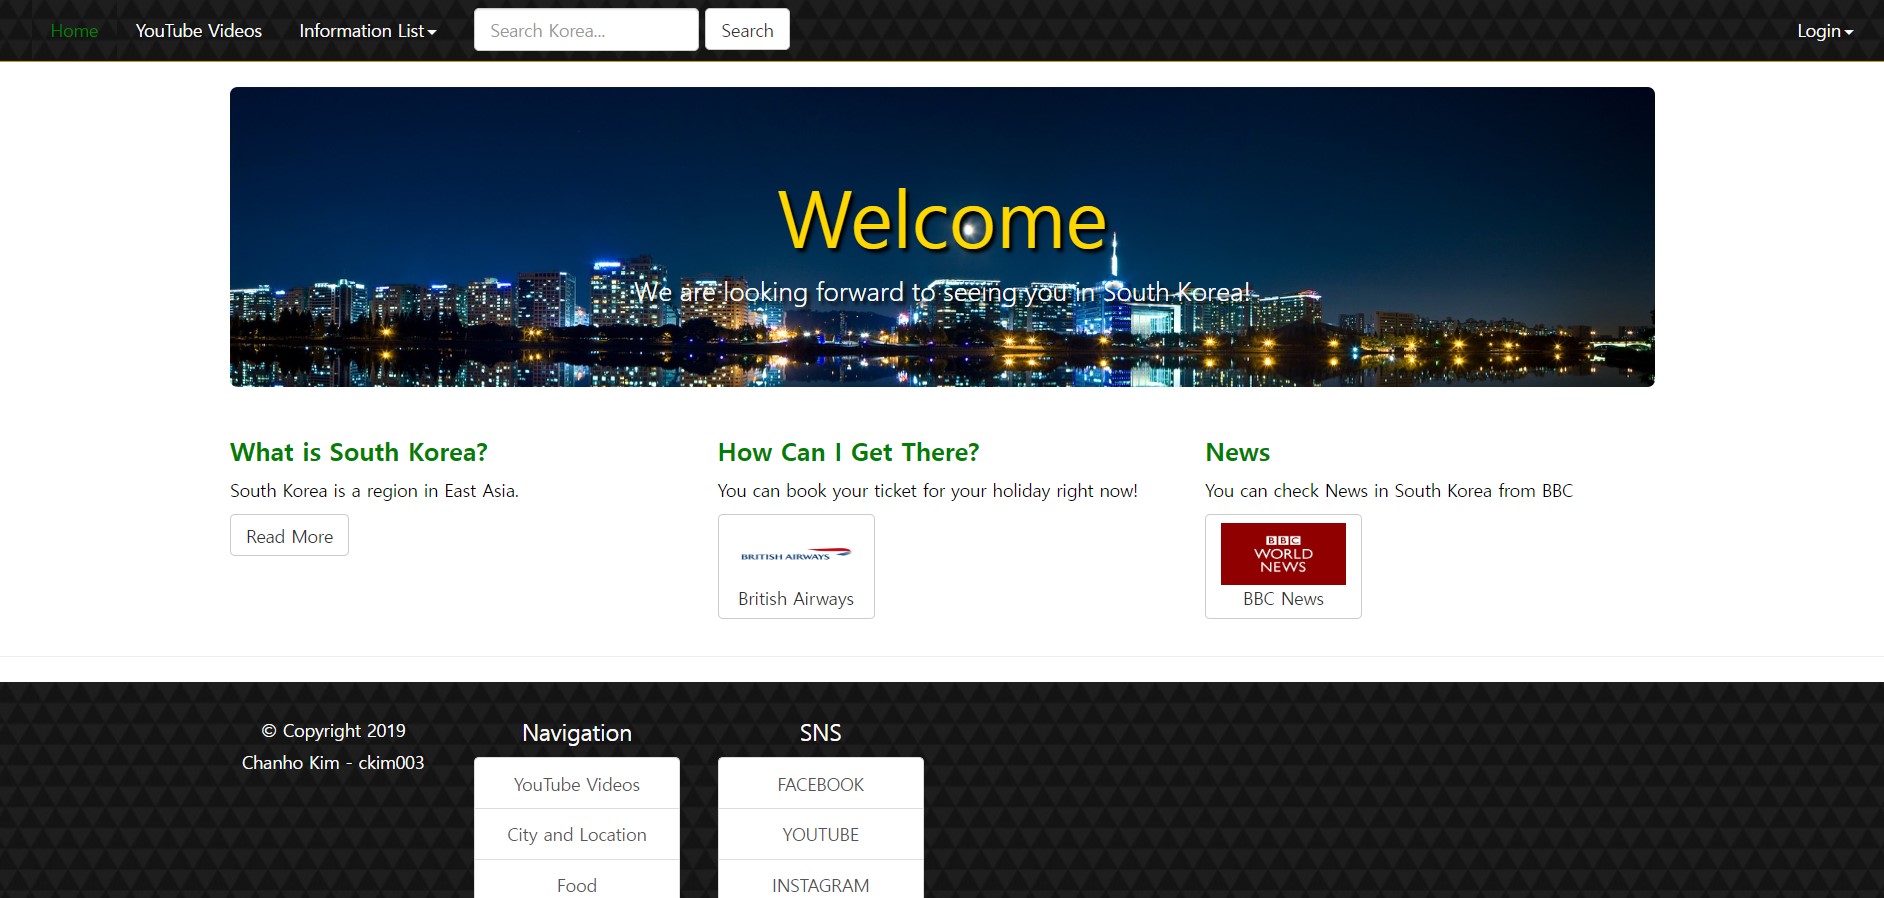 Home YouTube Videos Information List Search Korea... Search Login
Welcome
We are looking forward to seeing you in South Korea!
What is South Korea?
South Korea is a region in East Asia.
Read More
How Can I Get There?
You can book your ticket for your holiday right now!
BRITISH AIRWAYS
British Airways
News
You can check News in South Korea from BBC
BBC
WORLD
NEWS
BBC News
© Copyright 2019
Chanho Kim - ckim003
Navigation
YouTube Videos
City and Location
Food
SNS
FACEBOOK
YOUTUBE
INSTAGRAM